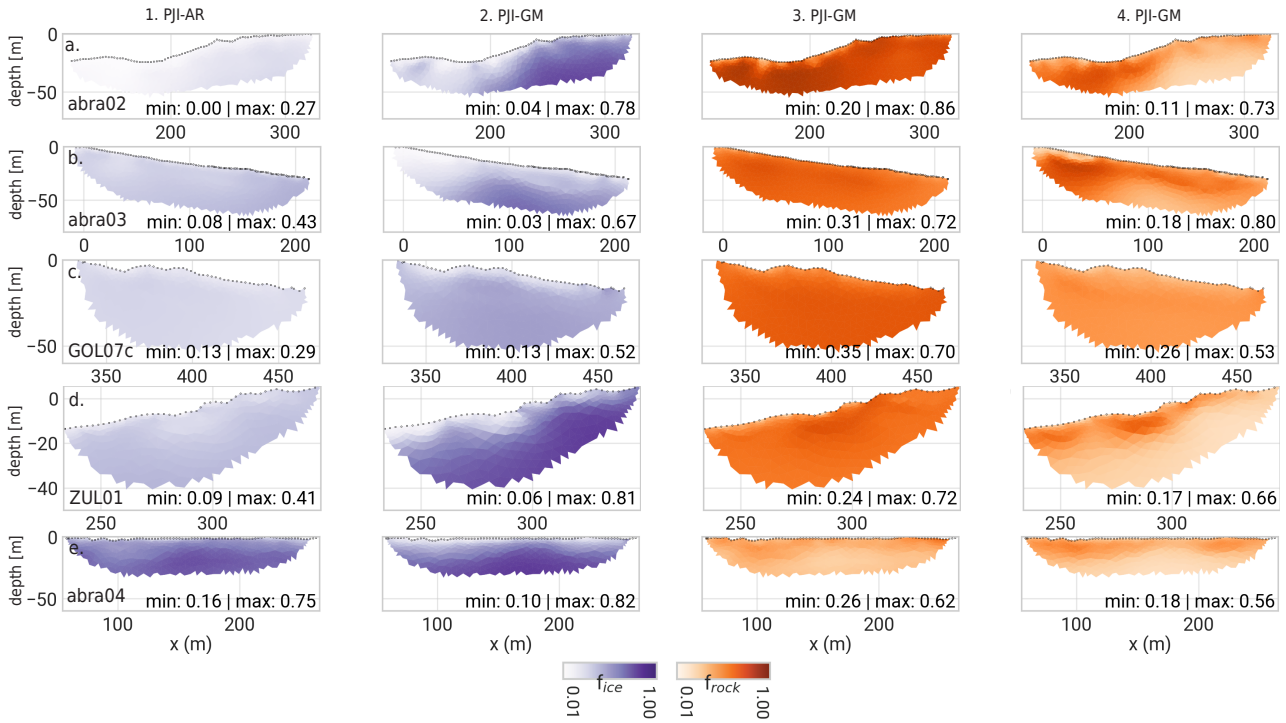 1. PJI-AR 2. PJI-GM 3. PJI-GM 4. PJI-GM
depth [m] 0 −50 a. abra02 min: 0.00 | max: 0.27 min: 0.04 | max: 0.78 min: 0.20 | max: 0.86 min: 0.11 | max: 0.73
200 300 200 300 200 300 200 300
depth [m] 0 −50 b. abra03 min: 0.08 | max: 0.43 min: 0.03 | max: 0.67 min: 0.31 | max: 0.72 min: 0.18 | max: 0.80
0 100 200 0 100 200 0 100 200 0 100 200
depth [m] 0 −50 c. GOL07c min: 0.13 | max: 0.29 min: 0.13 | max: 0.52 min: 0.35 | max: 0.70 min: 0.26 | max: 0.53
350 400 450 350 400 450 350 400 450 350 400 450
depth [m] 0 −20 −40 d. ZUL01 min: 0.09 | max: 0.41 min: 0.06 | max: 0.81 min: 0.24 | max: 0.72 min: 0.17 | max: 0.66
250 300 250 300 250 300 250 300
depth [m] 0 −50 e. abra04 min: 0.16 | max: 0.75 min: 0.10 | max: 0.82 min: 0.26 | max: 0.62 min: 0.18 | max: 0.56
100 200 100 200 100 200 100 200
x (m) x (m) x (m) x (m)
fice frock
0.01 1.00 0.01 1.00